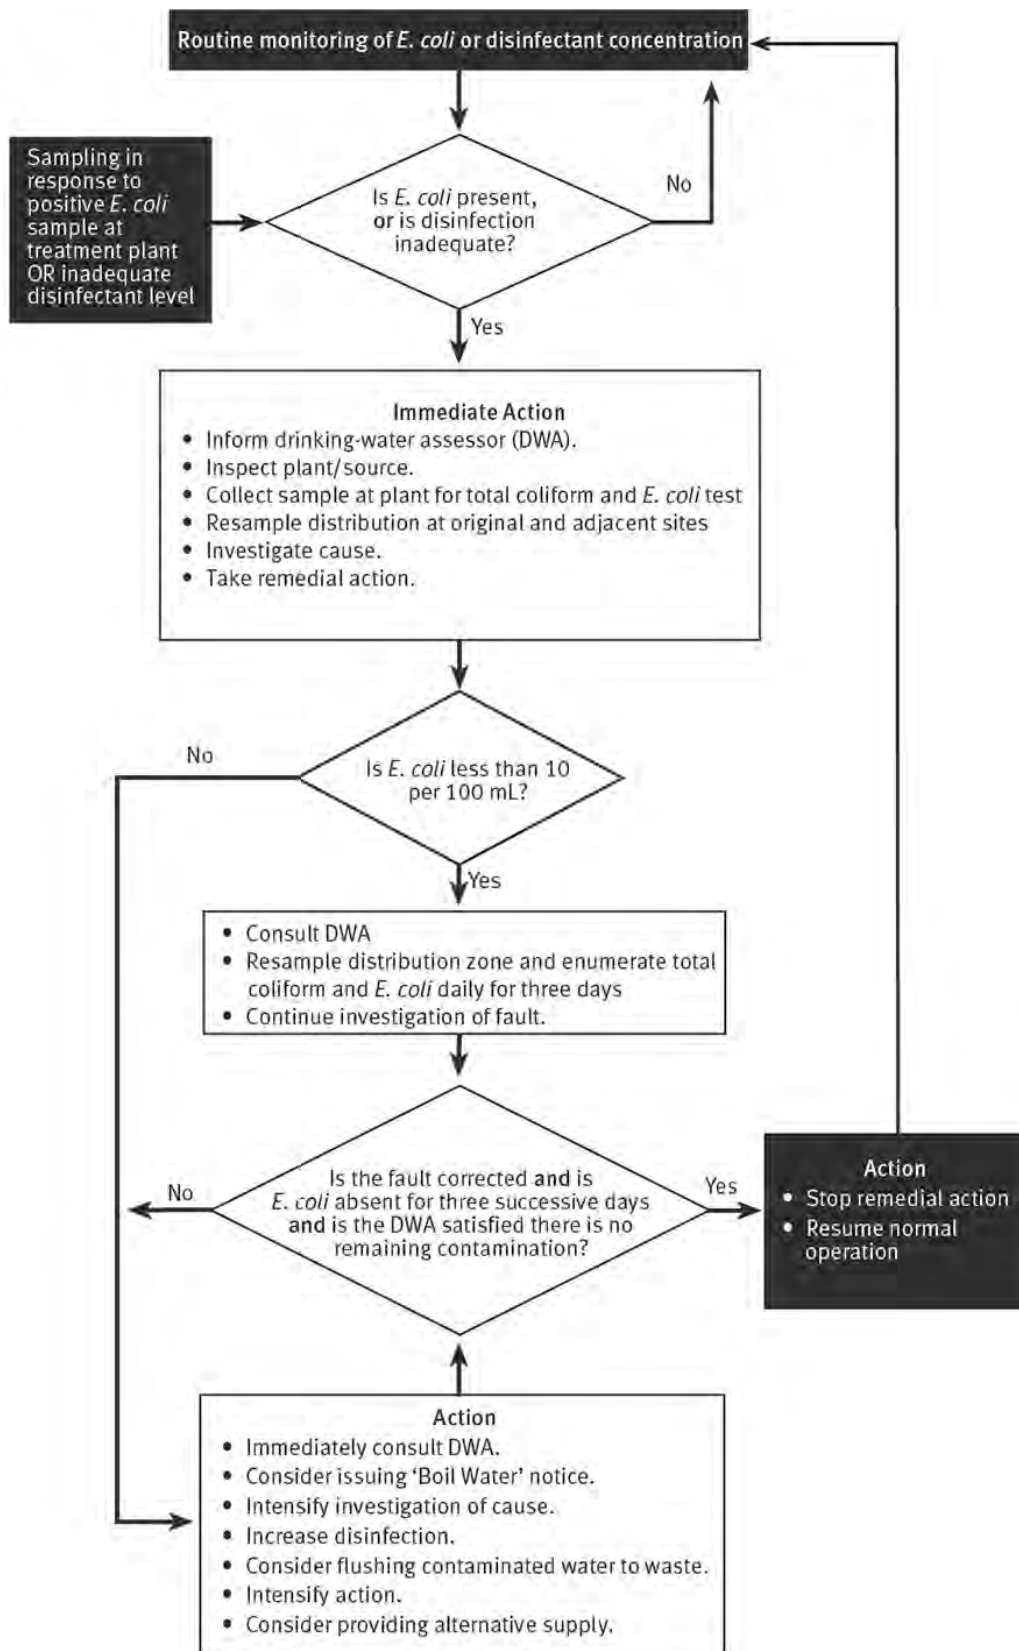 Routine monitoring of E. coli or disinfectant concentration
Sampling in
response to
positive E. coli
sample at
treatment plant
OR inadequate
disinfectant level
Is E. coli present,
or is disinfection
inadequate?
No
Yes
Immediate Action
• Inform drinking-water assessor (DWA).
• Inspect plant/source.
• Collect sample at plant for total coliform and E. coli test
• Resample distribution at original and adjacent sites
• Investigate cause.
• Take remedial action.
No
Is E. coli less than 10
per 100 mL?
Yes
• Consult DWA
• Resample distribution zone and enumerate total
coliform and E. coli daily for three days
• Continue investigation of fault.
No
Is the fault corrected and is
E. coli absent for three successive days
and is the DWA satisfied there is no
remaining contamination?
Yes
Action
• Stop remedial action
• Resume normal
operation
Action
• Immediately consult DWA.
• Consider issuing ‘Boil Water’ notice.
• Intensify investigation of cause.
• Increase disinfection.
• Consider flushing contaminated water to waste.
• Intensify action.
• Consider providing alternative supply.